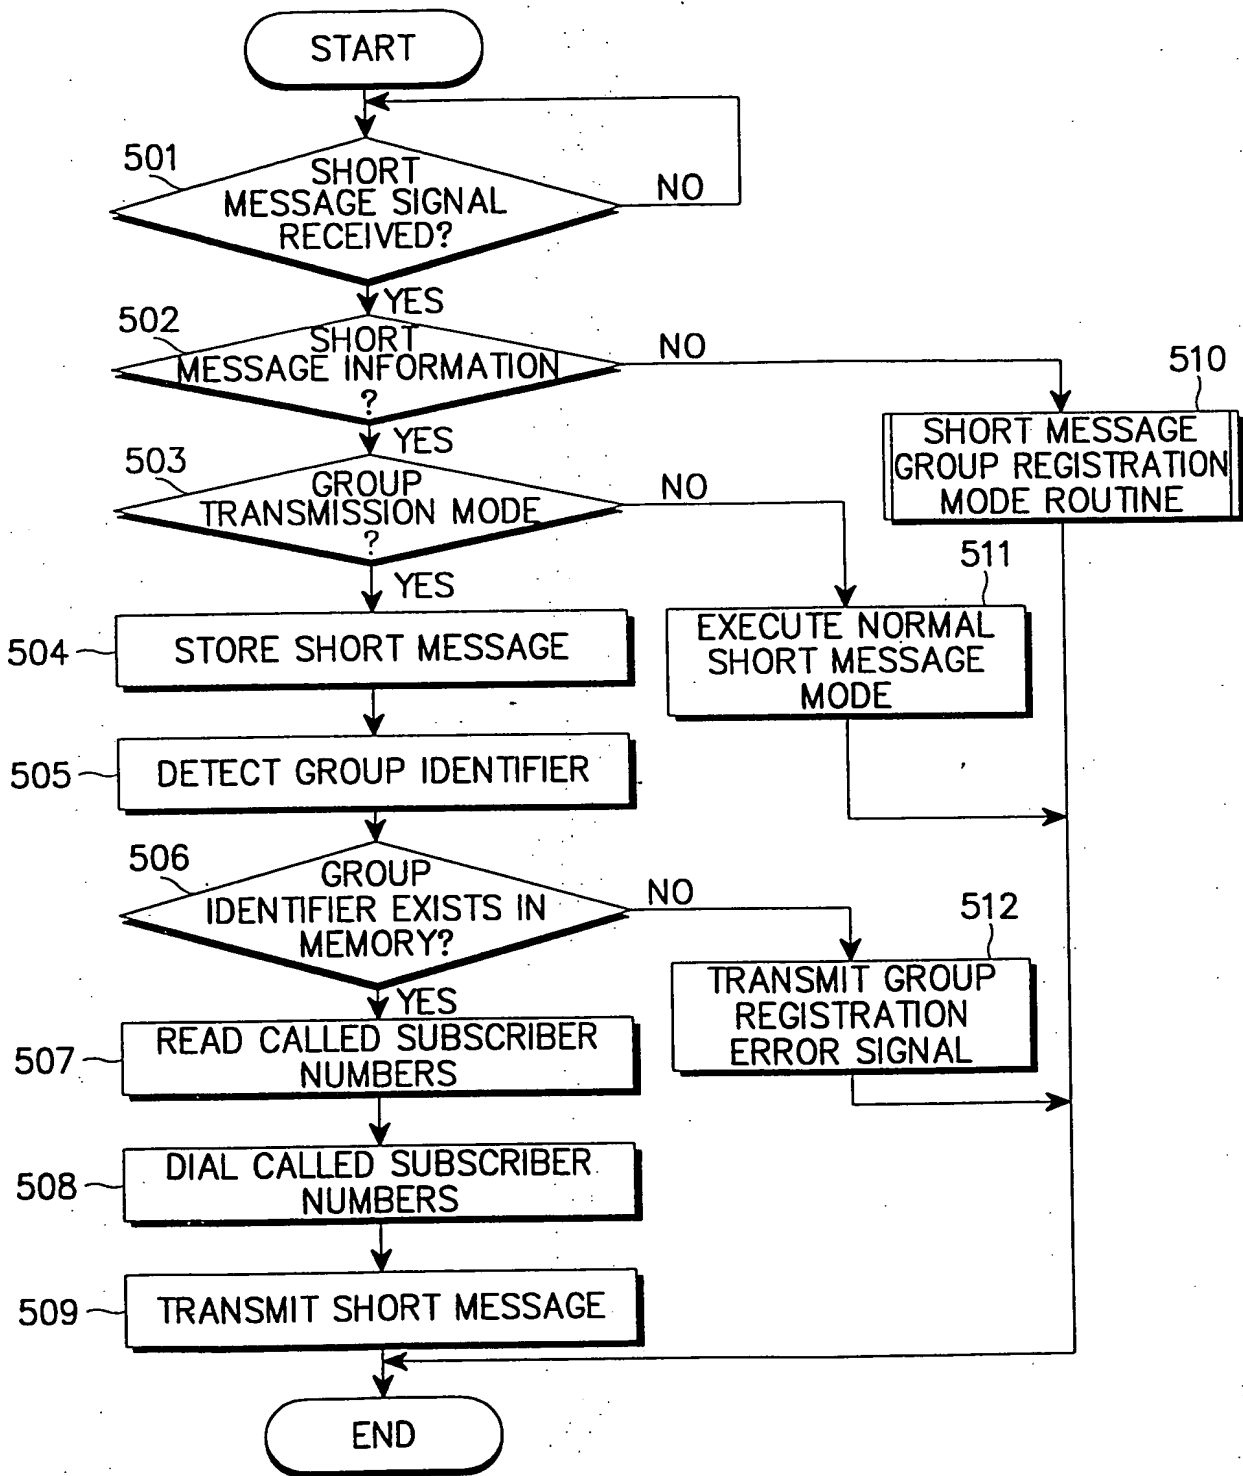 START
501
SHORT
MESSAGE SIGNAL
RECEIVED?
NO
YES
502
SHORT
MESSAGE INFORMATION
?
NO
YES
510
SHORT MESSAGE
GROUP REGISTRATION
MODE ROUTINE
503
GROUP
TRANSMISSION MODE
?
NO
YES
511
EXECUTE NORMAL
SHORT MESSAGE
MODE
504
STORE SHORT MESSAGE
505
DETECT GROUP IDENTIFIER
506
GROUP
IDENTIFIER EXISTS IN
MEMORY?
NO
YES
512
TRANSMIT GROUP
REGISTRATION
ERROR SIGNAL
507
READ CALLED SUBSCRIBER
NUMBERS
508
DIAL CALLED SUBSCRIBER
NUMBERS
509
TRANSMIT SHORT MESSAGE
END